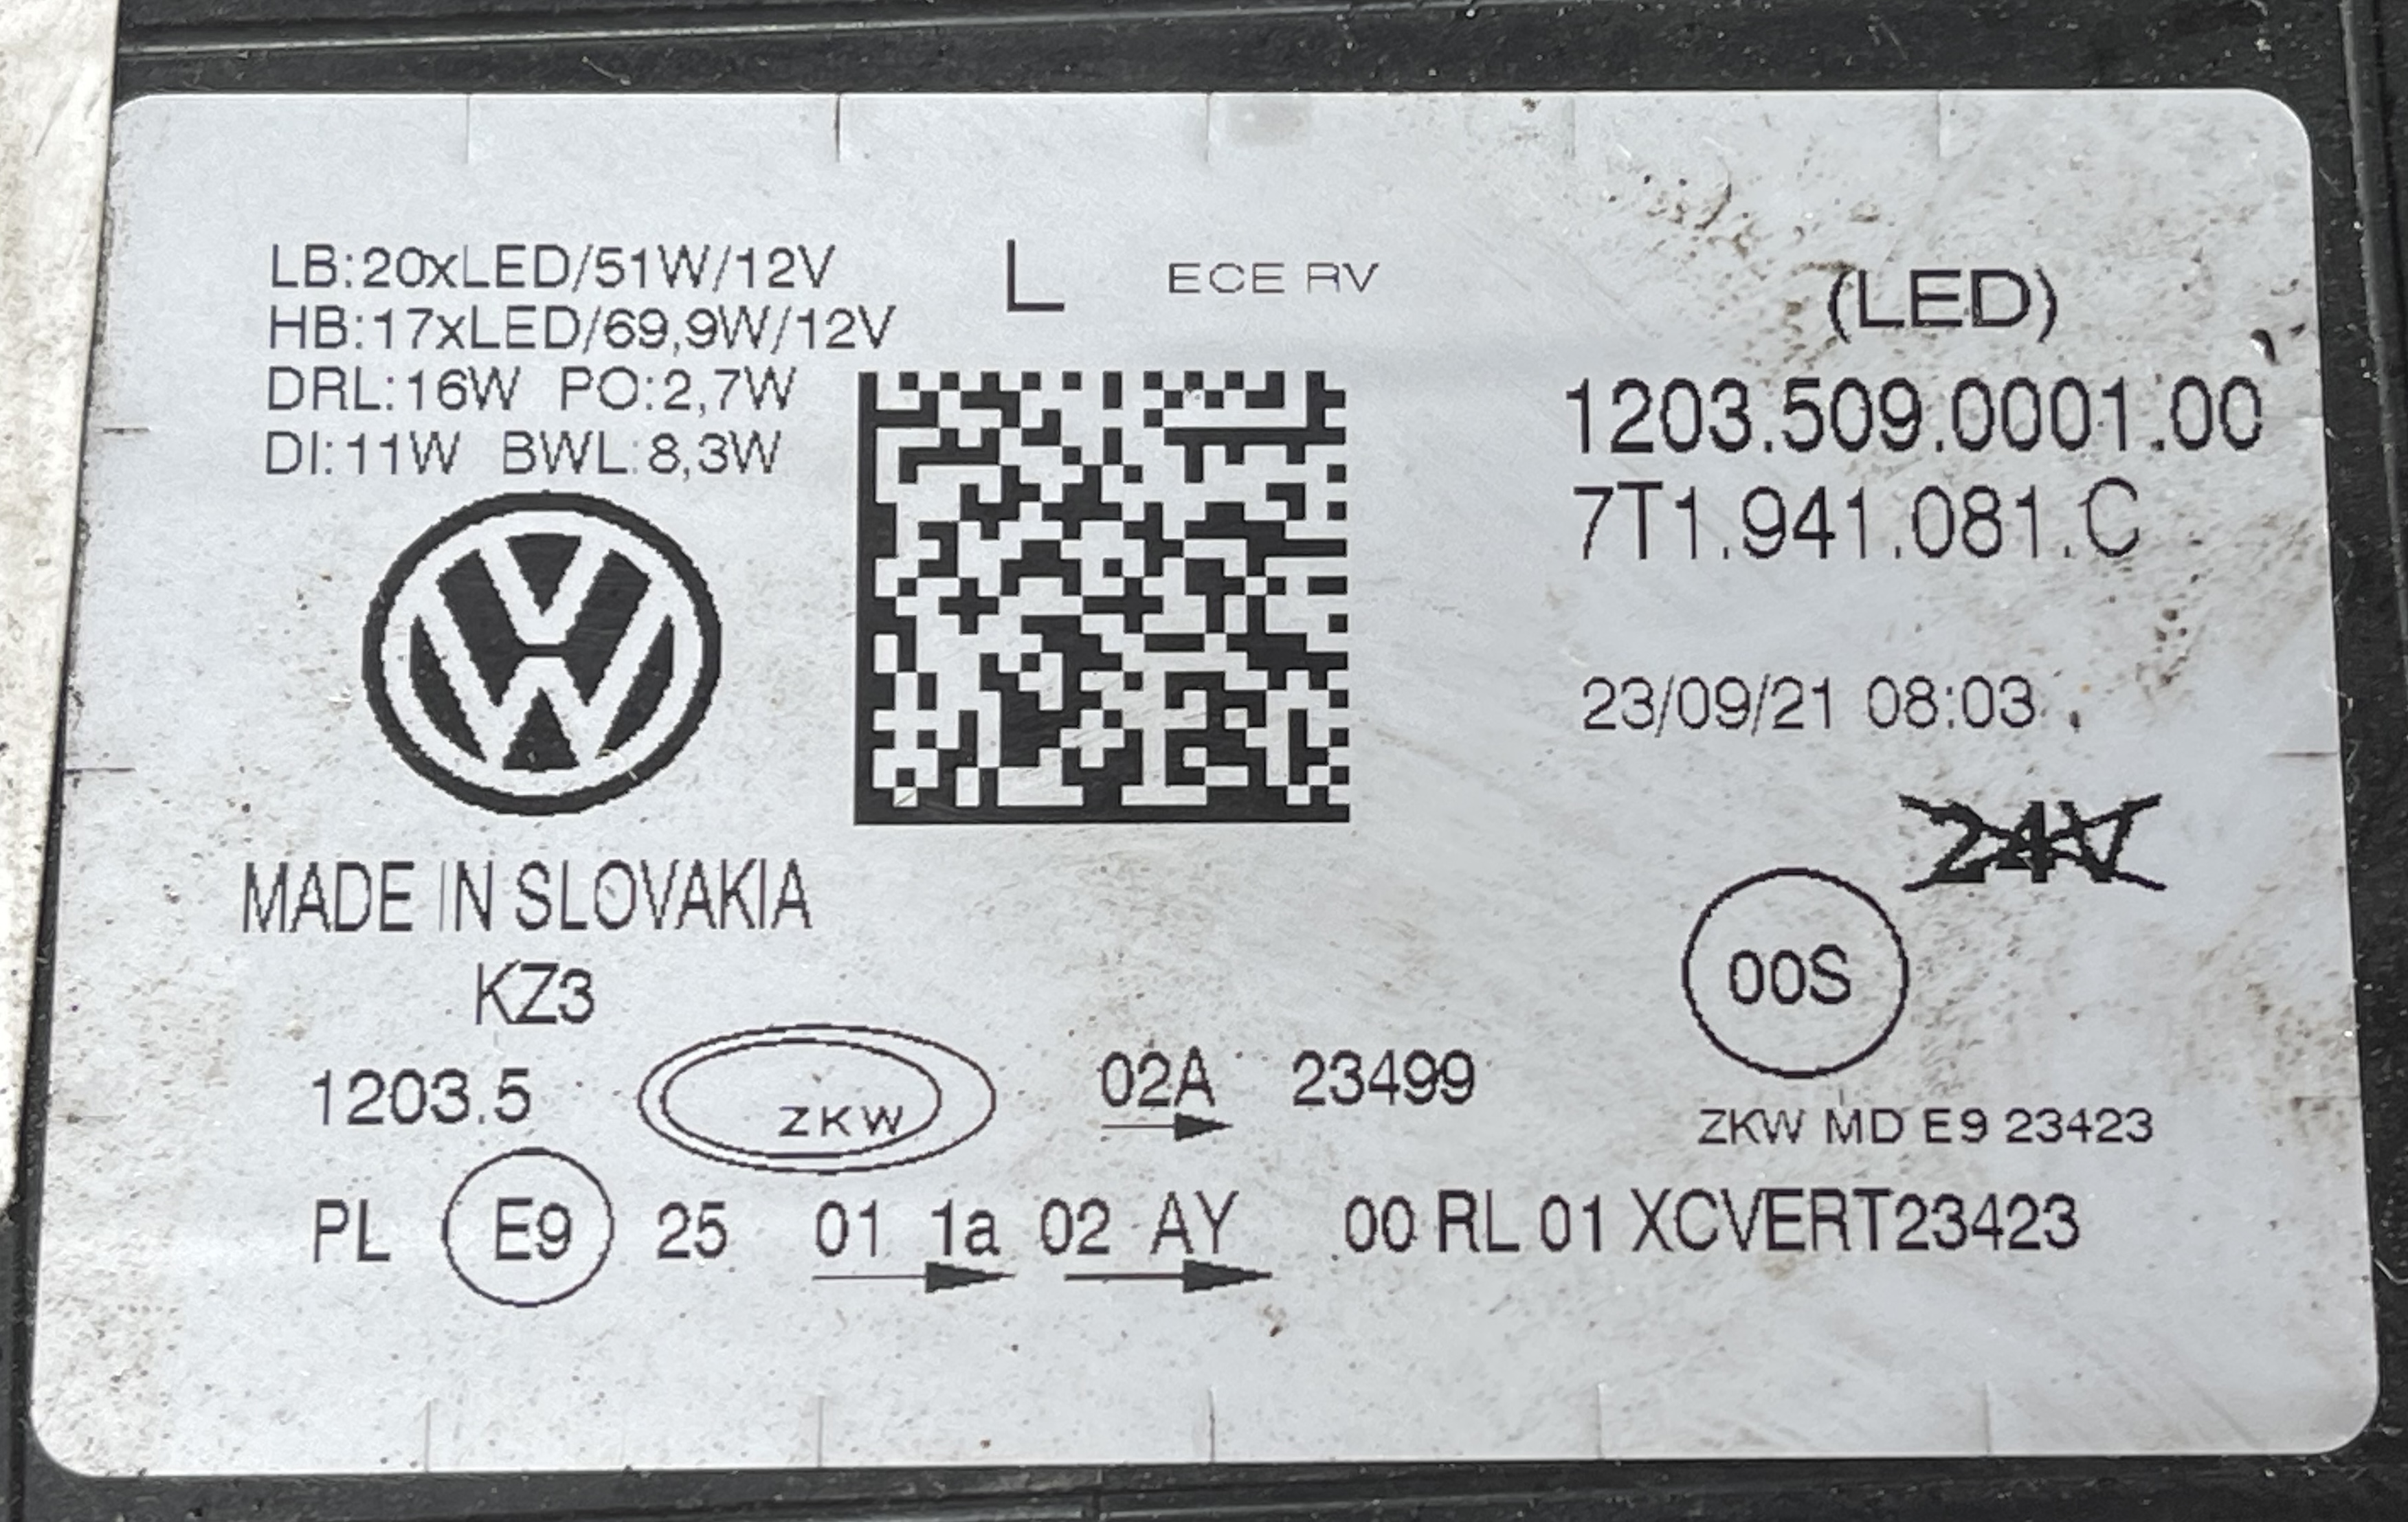 LB:20xLED/51W/12V
HB:17xLED/69,9W/12V
DRL:16W PO:2,7W
DI:11W BWL:8,3W
L ECE RV
(LED)
1203.509.0001.00
7T1.941.081.C
23/09/21 08:03
24V
MADE IN SLOVAKIA
KZ3
00S
1203.5 ZKW 02A 23499
ZKW MD E9 23423
PL E9 25 01 1a 02 AY 00 RL 01 XCVERT23423